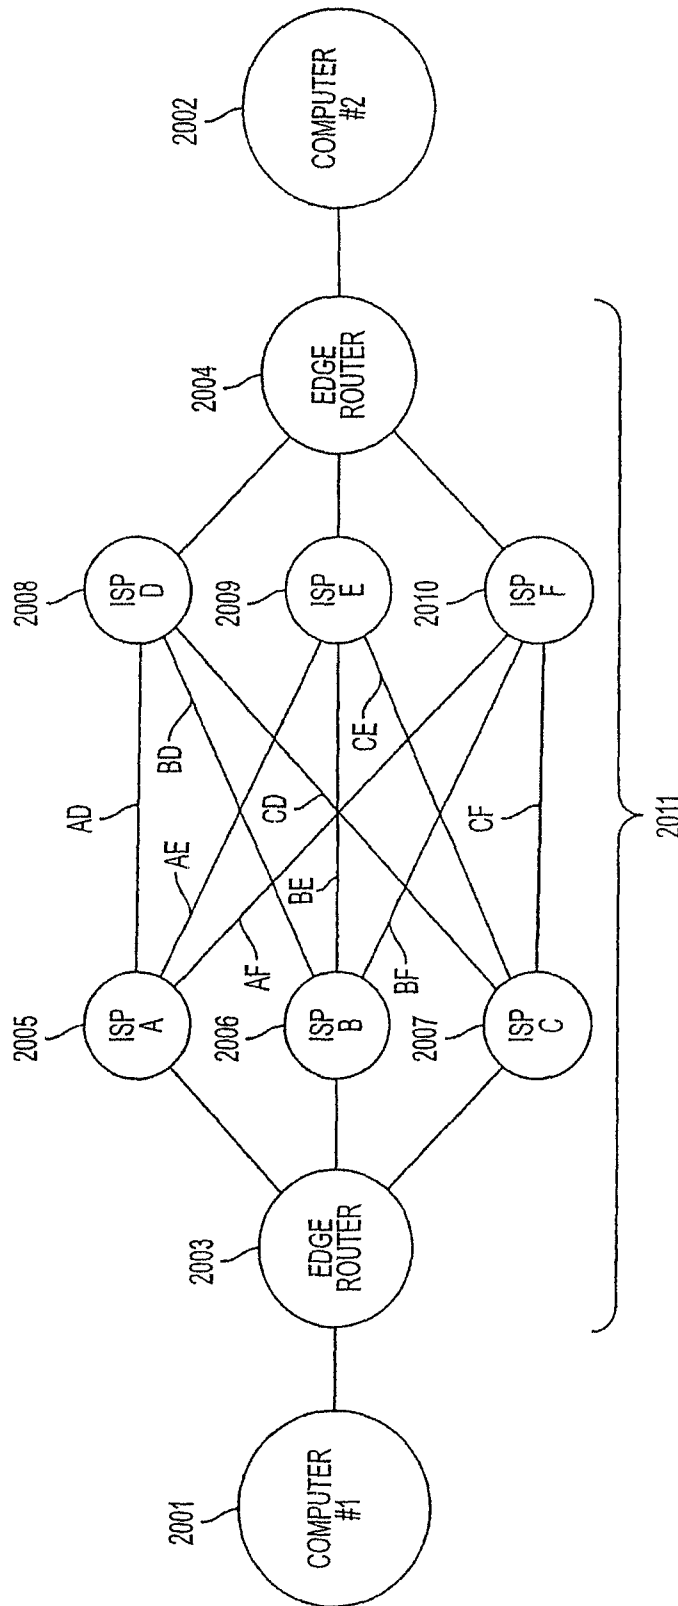 2001
COMPUTER
#1
2003
EDGE
ROUTER
2005
ISP
A
2006
ISP
B
2007
ISP
C
AD
AE
AF
BD
BE
BF
CD
CE
CF
2008
ISP
D
2009
ISP
E
2010
ISP
F
2004
EDGE
ROUTER
2002
COMPUTER
#2
2011